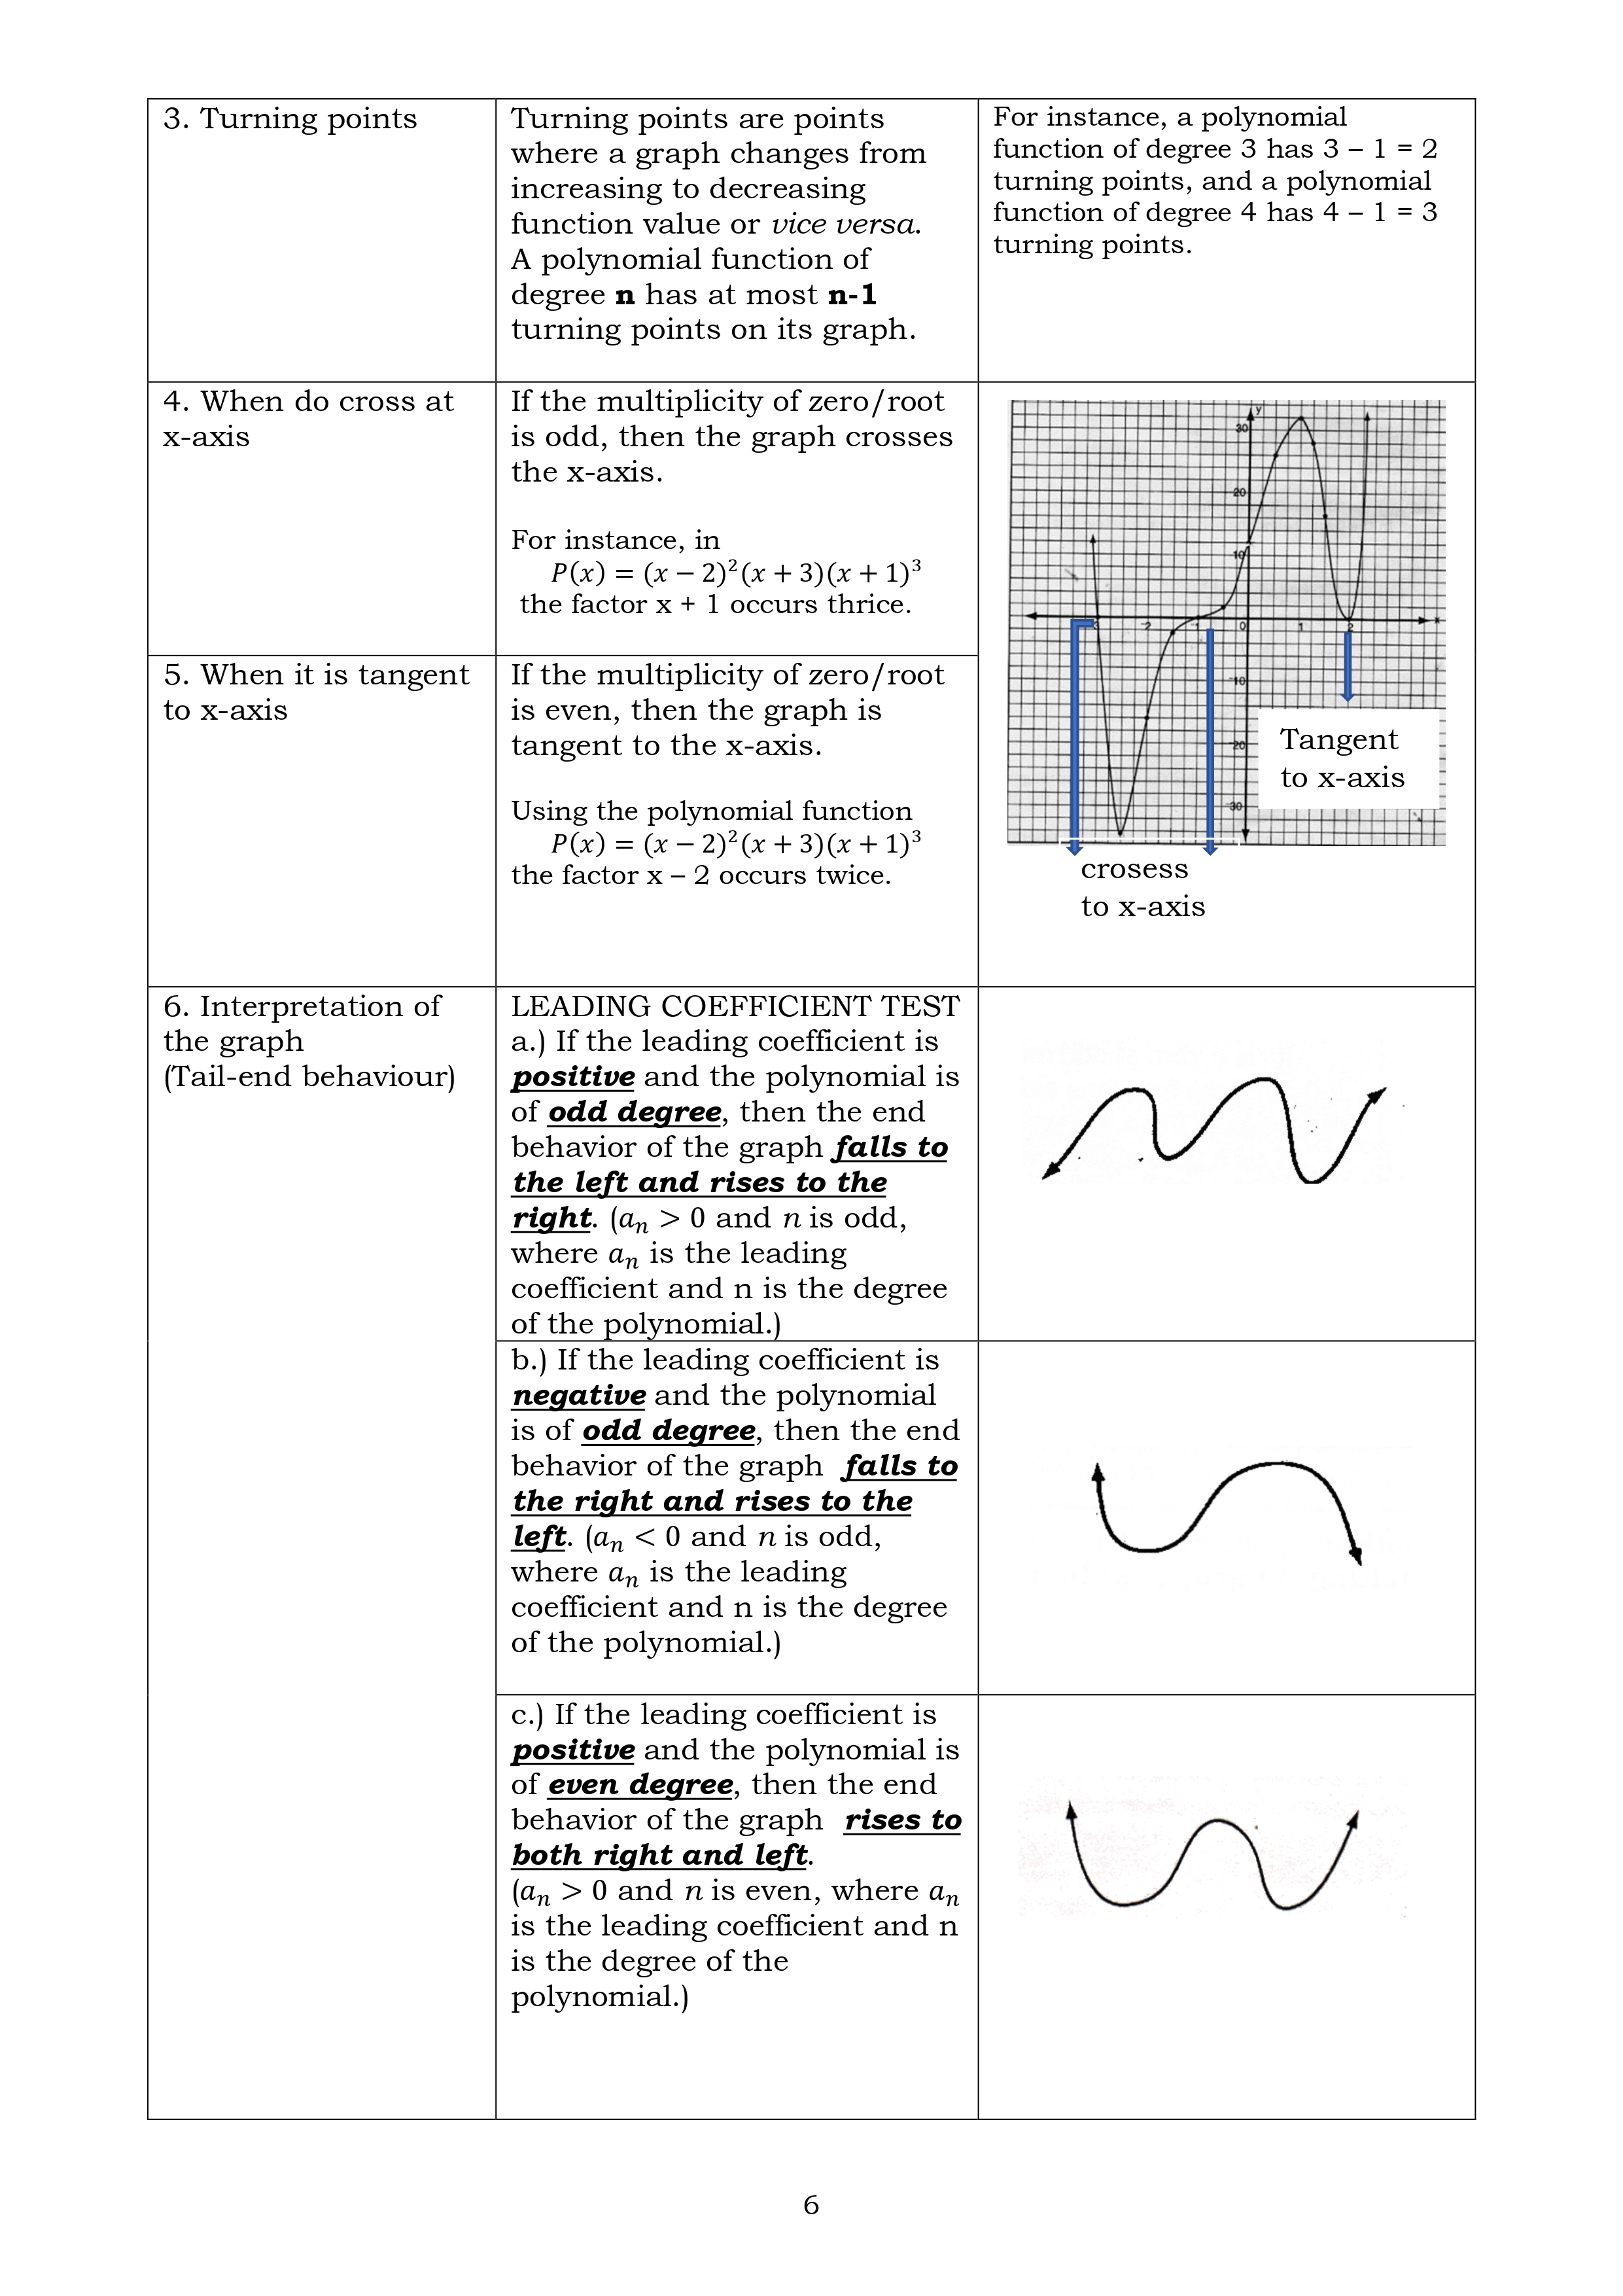 3. Turning points
Turning points are points
where a graph changes from
increasing to decreasing
function value or vice versa.
A polynomial function of
degree n has at most n-1
turning points on its graph.
For instance, a polynomial
function of degree 3 has 3 – 1 = 2
turning points, and a polynomial
function of degree 4 has 4 – 1 = 3
turning points.
4. When do cross at
x-axis
If the multiplicity of zero/root
is odd, then the graph crosses
the x-axis.
For instance, in
P(x) = (x − 2)²(x + 3)(x + 1)³
the factor x + 1 occurs thrice.
5. When it is tangent
to x-axis
If the multiplicity of zero/root
is even, then the graph is
tangent to the x-axis.
Using the polynomial function
P(x) = (x − 2)²(x + 3)(x + 1)³
the factor x – 2 occurs twice.
y
30
20
10
-2 -1 0 1 2 x
-10
-20
-30
Tangent
to x-axis
crosess
to x-axis
6. Interpretation of
the graph
(Tail-end behaviour)
LEADING COEFFICIENT TEST
a.) If the leading coefficient is
positive and the polynomial is
of odd degree, then the end
behavior of the graph falls to
the left and rises to the
right. (aₙ > 0 and n is odd,
where aₙ is the leading
coefficient and n is the degree
of the polynomial.)
b.) If the leading coefficient is
negative and the polynomial
is of odd degree, then the end
behavior of the graph falls to
the right and rises to the
left. (aₙ < 0 and n is odd,
where aₙ is the leading
coefficient and n is the degree
of the polynomial.)
c.) If the leading coefficient is
positive and the polynomial is
of even degree, then the end
behavior of the graph rises to
both right and left.
(aₙ > 0 and n is even, where aₙ
is the leading coefficient and n
is the degree of the
polynomial.)
6